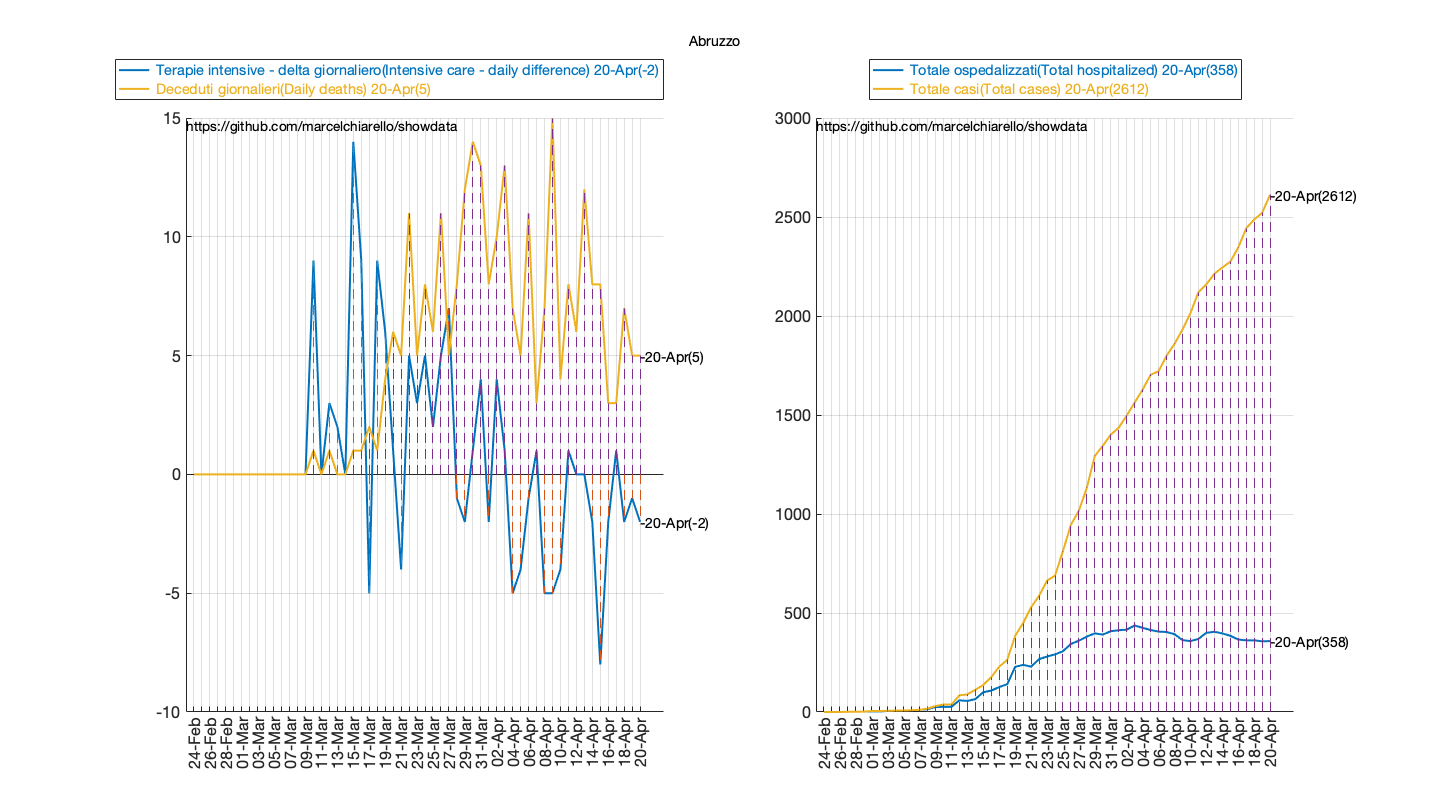 Abruzzo
Terapie intensive - delta giornaliero(Intensive care - daily difference) 20-Apr(-2)
Deceduti giornalieri(Daily deaths) 20-Apr(5)
15
https://github.com/marcelchiarello/showdata
10
5
-20-Apr(5)
0
-20-Apr(-2)
-5
-10
24-Feb
26-Feb
28-Feb
01-Mar
03-Mar
05-Mar
07-Mar
09-Mar
11-Mar
13-Mar
15-Mar
17-Mar
19-Mar
21-Mar
23-Mar
25-Mar
27-Mar
29-Mar
31-Mar
02-Apr
04-Apr
06-Apr
08-Apr
10-Apr
12-Apr
14-Apr
16-Apr
18-Apr
20-Apr
Totale ospedalizzati(Total hospitalized) 20-Apr(358)
Totale casi(Total cases) 20-Apr(2612)
3000
https://github.com/marcelchiarello/showdata
-20-Apr(2612)
2500
2000
1500
1000
500
-20-Apr(358)
0
24-Feb
26-Feb
28-Feb
01-Mar
03-Mar
05-Mar
07-Mar
09-Mar
11-Mar
13-Mar
15-Mar
17-Mar
19-Mar
21-Mar
23-Mar
25-Mar
27-Mar
29-Mar
31-Mar
02-Apr
04-Apr
06-Apr
08-Apr
10-Apr
12-Apr
14-Apr
16-Apr
18-Apr
20-Apr